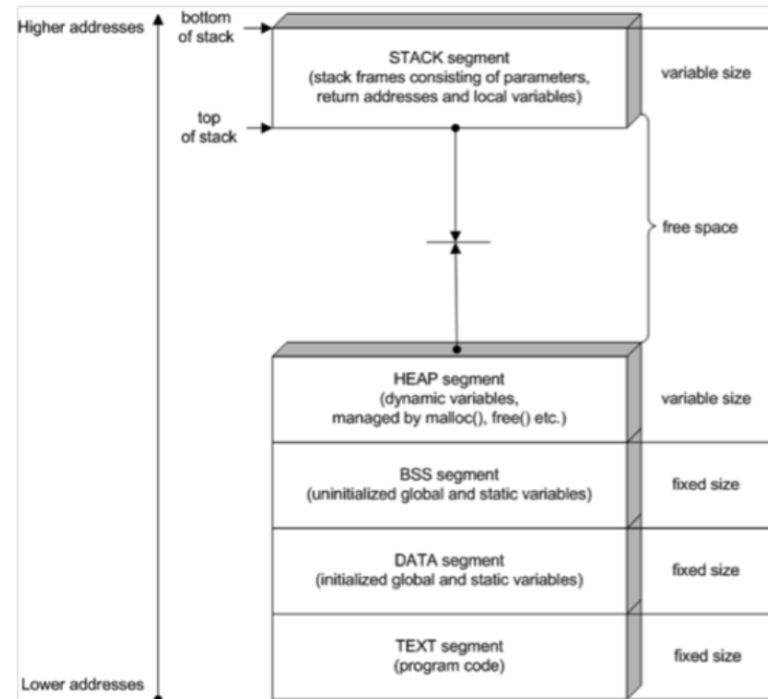 Higher addresses
bottom
of stack
STACK segment
(stack frames consisting of parameters,
return addresses and local variables)
variable size
top
of stack
free space
HEAP segment
(dynamic variables,
managed by malloc(), free() etc.)
variable size
BSS segment
(uninitialized global and static variables)
fixed size
DATA segment
(initialized global and static variables)
fixed size
TEXT segment
(program code)
fixed size
Lower addresses